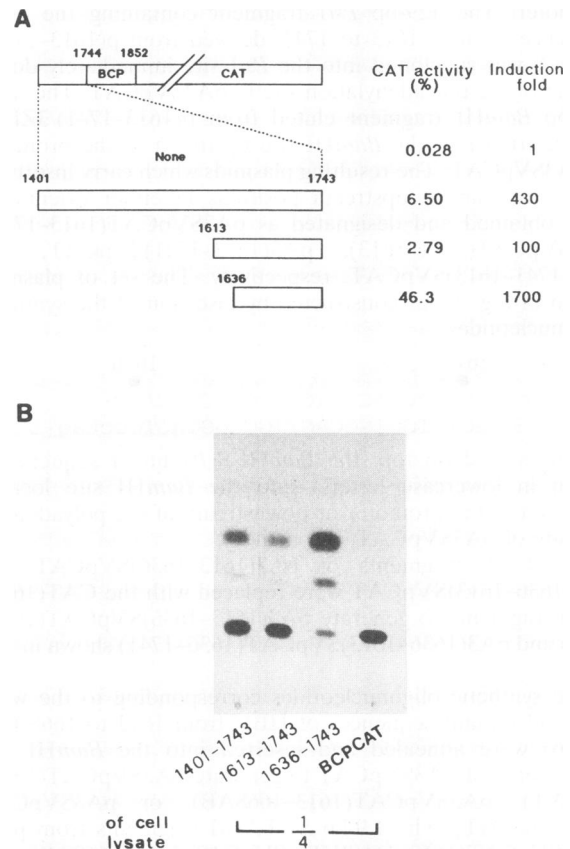 A
1744 1852
BCP CAT
CAT activity (%) Induction fold
None 0.028 1
1401 1743
6.50 430
1613
2.79 100
1636
46.3 1700
B
1401-1743 1613-1743 1636-1743 BCPCAT
of cell lysate 1/4